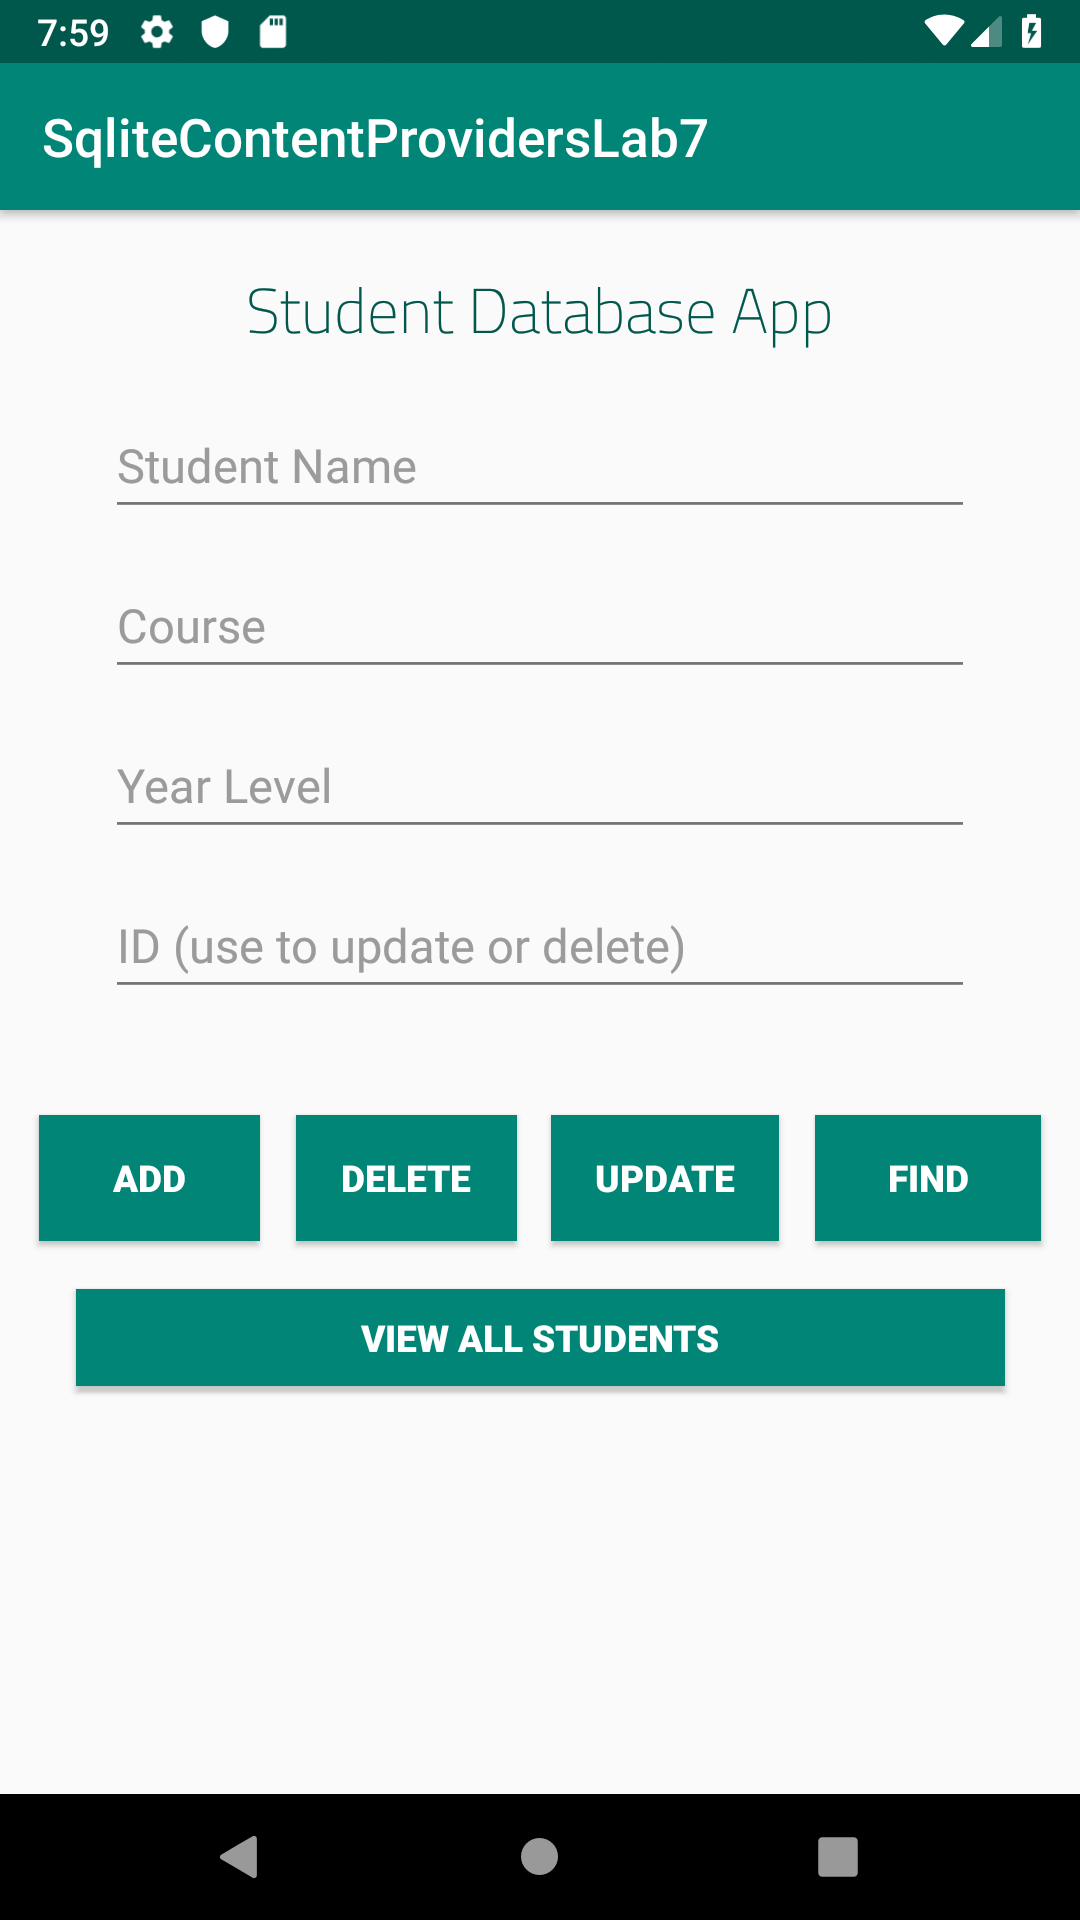 7:59
SqliteContentProvidersLab7
Student Database App
Student Name
Course
Year Level
ID (use to update or delete)
ADD DELETE UPDATE FIND
VIEW ALL STUDENTS